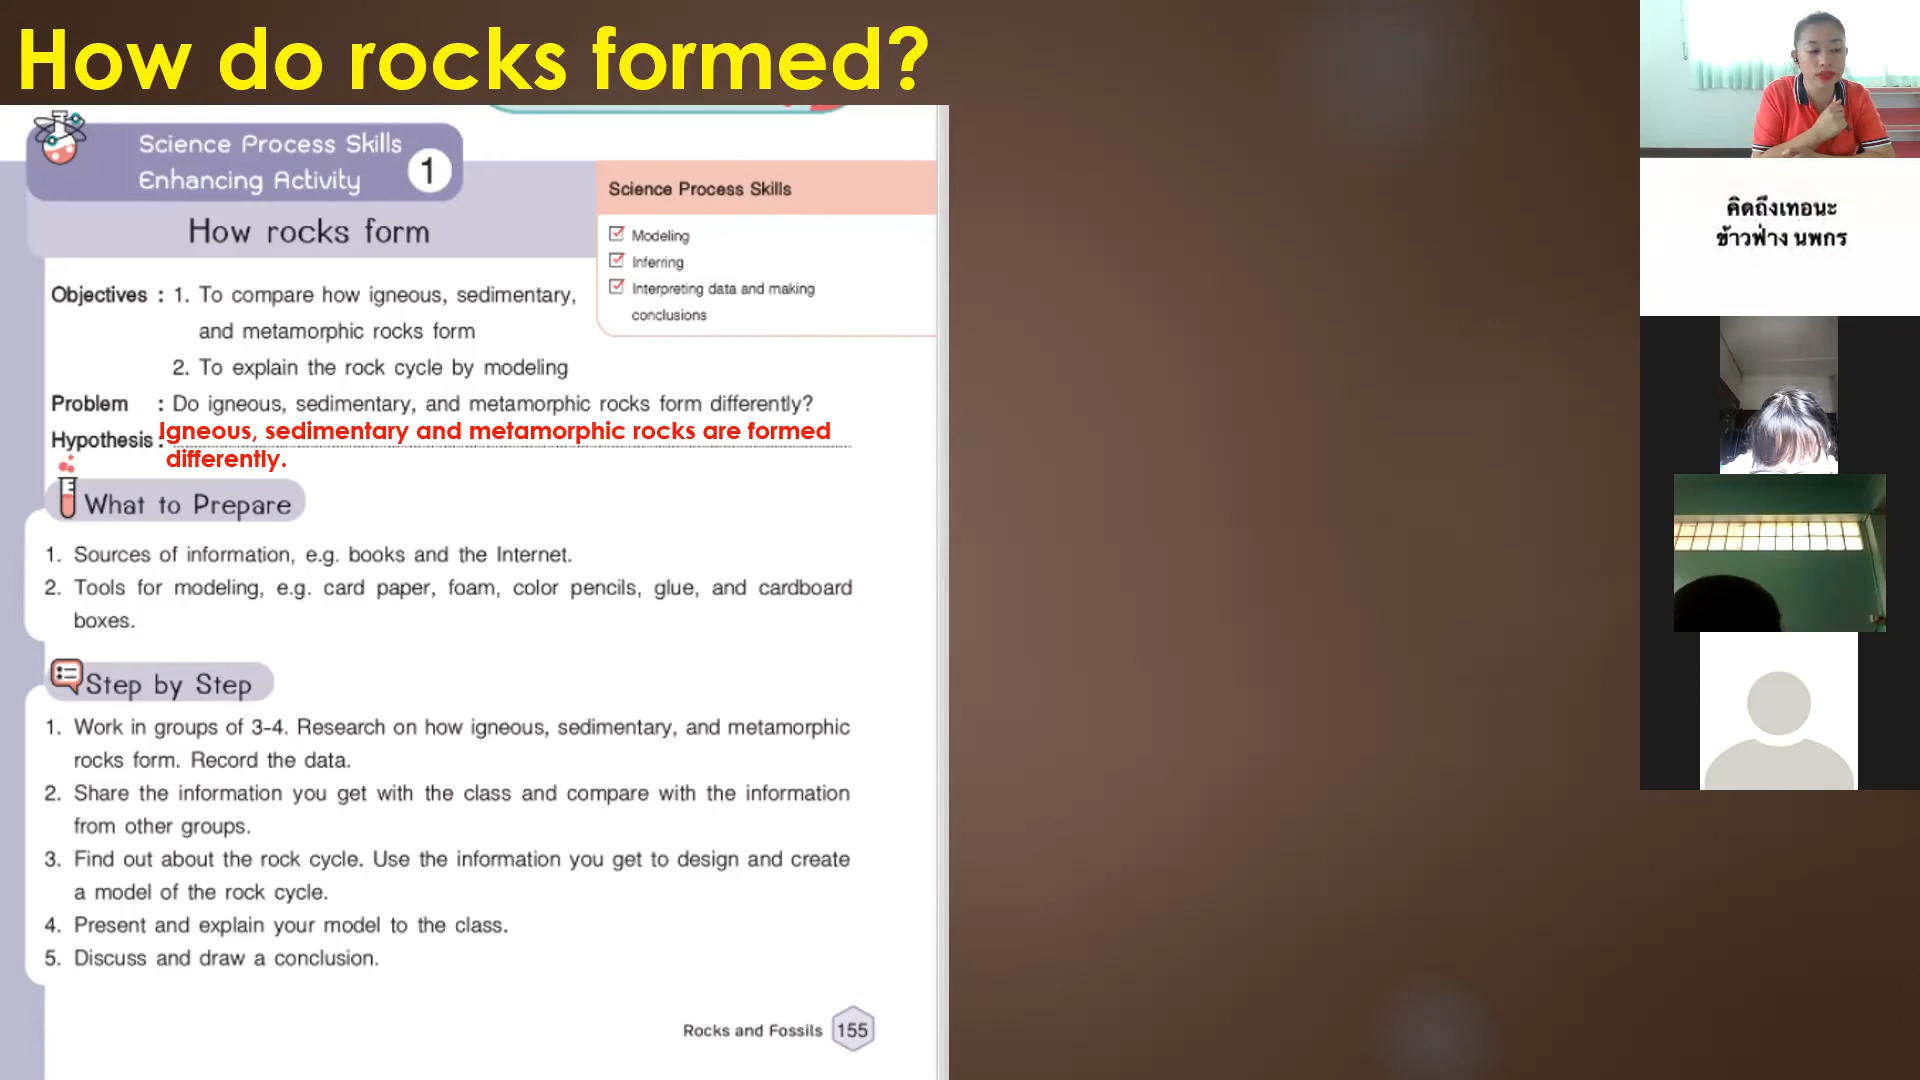 How do rocks formed?
Science Process Skills
Enhancing Activity
1
How rocks form
Science Process Skills
Modeling
Inferring
Interpreting data and making
conclusions
Objectives : 1. To compare how igneous, sedimentary,
and metamorphic rocks form
2. To explain the rock cycle by modeling
Problem : Do igneous, sedimentary, and metamorphic rocks form differently?
Hypothesis : Igneous, sedimentary and metamorphic rocks are formed
differently.
What to Prepare
1. Sources of information, e.g. books and the Internet.
2. Tools for modeling, e.g. card paper, foam, color pencils, glue, and cardboard
boxes.
Step by Step
1. Work in groups of 3-4. Research on how igneous, sedimentary, and metamorphic
rocks form. Record the data.
2. Share the information you get with the class and compare with the information
from other groups.
3. Find out about the rock cycle. Use the information you get to design and create
a model of the rock cycle.
4. Present and explain your model to the class.
5. Discuss and draw a conclusion.
Rocks and Fossils 155
คิดถึงเทอนะ
ข้าวฟ่าง นพกร